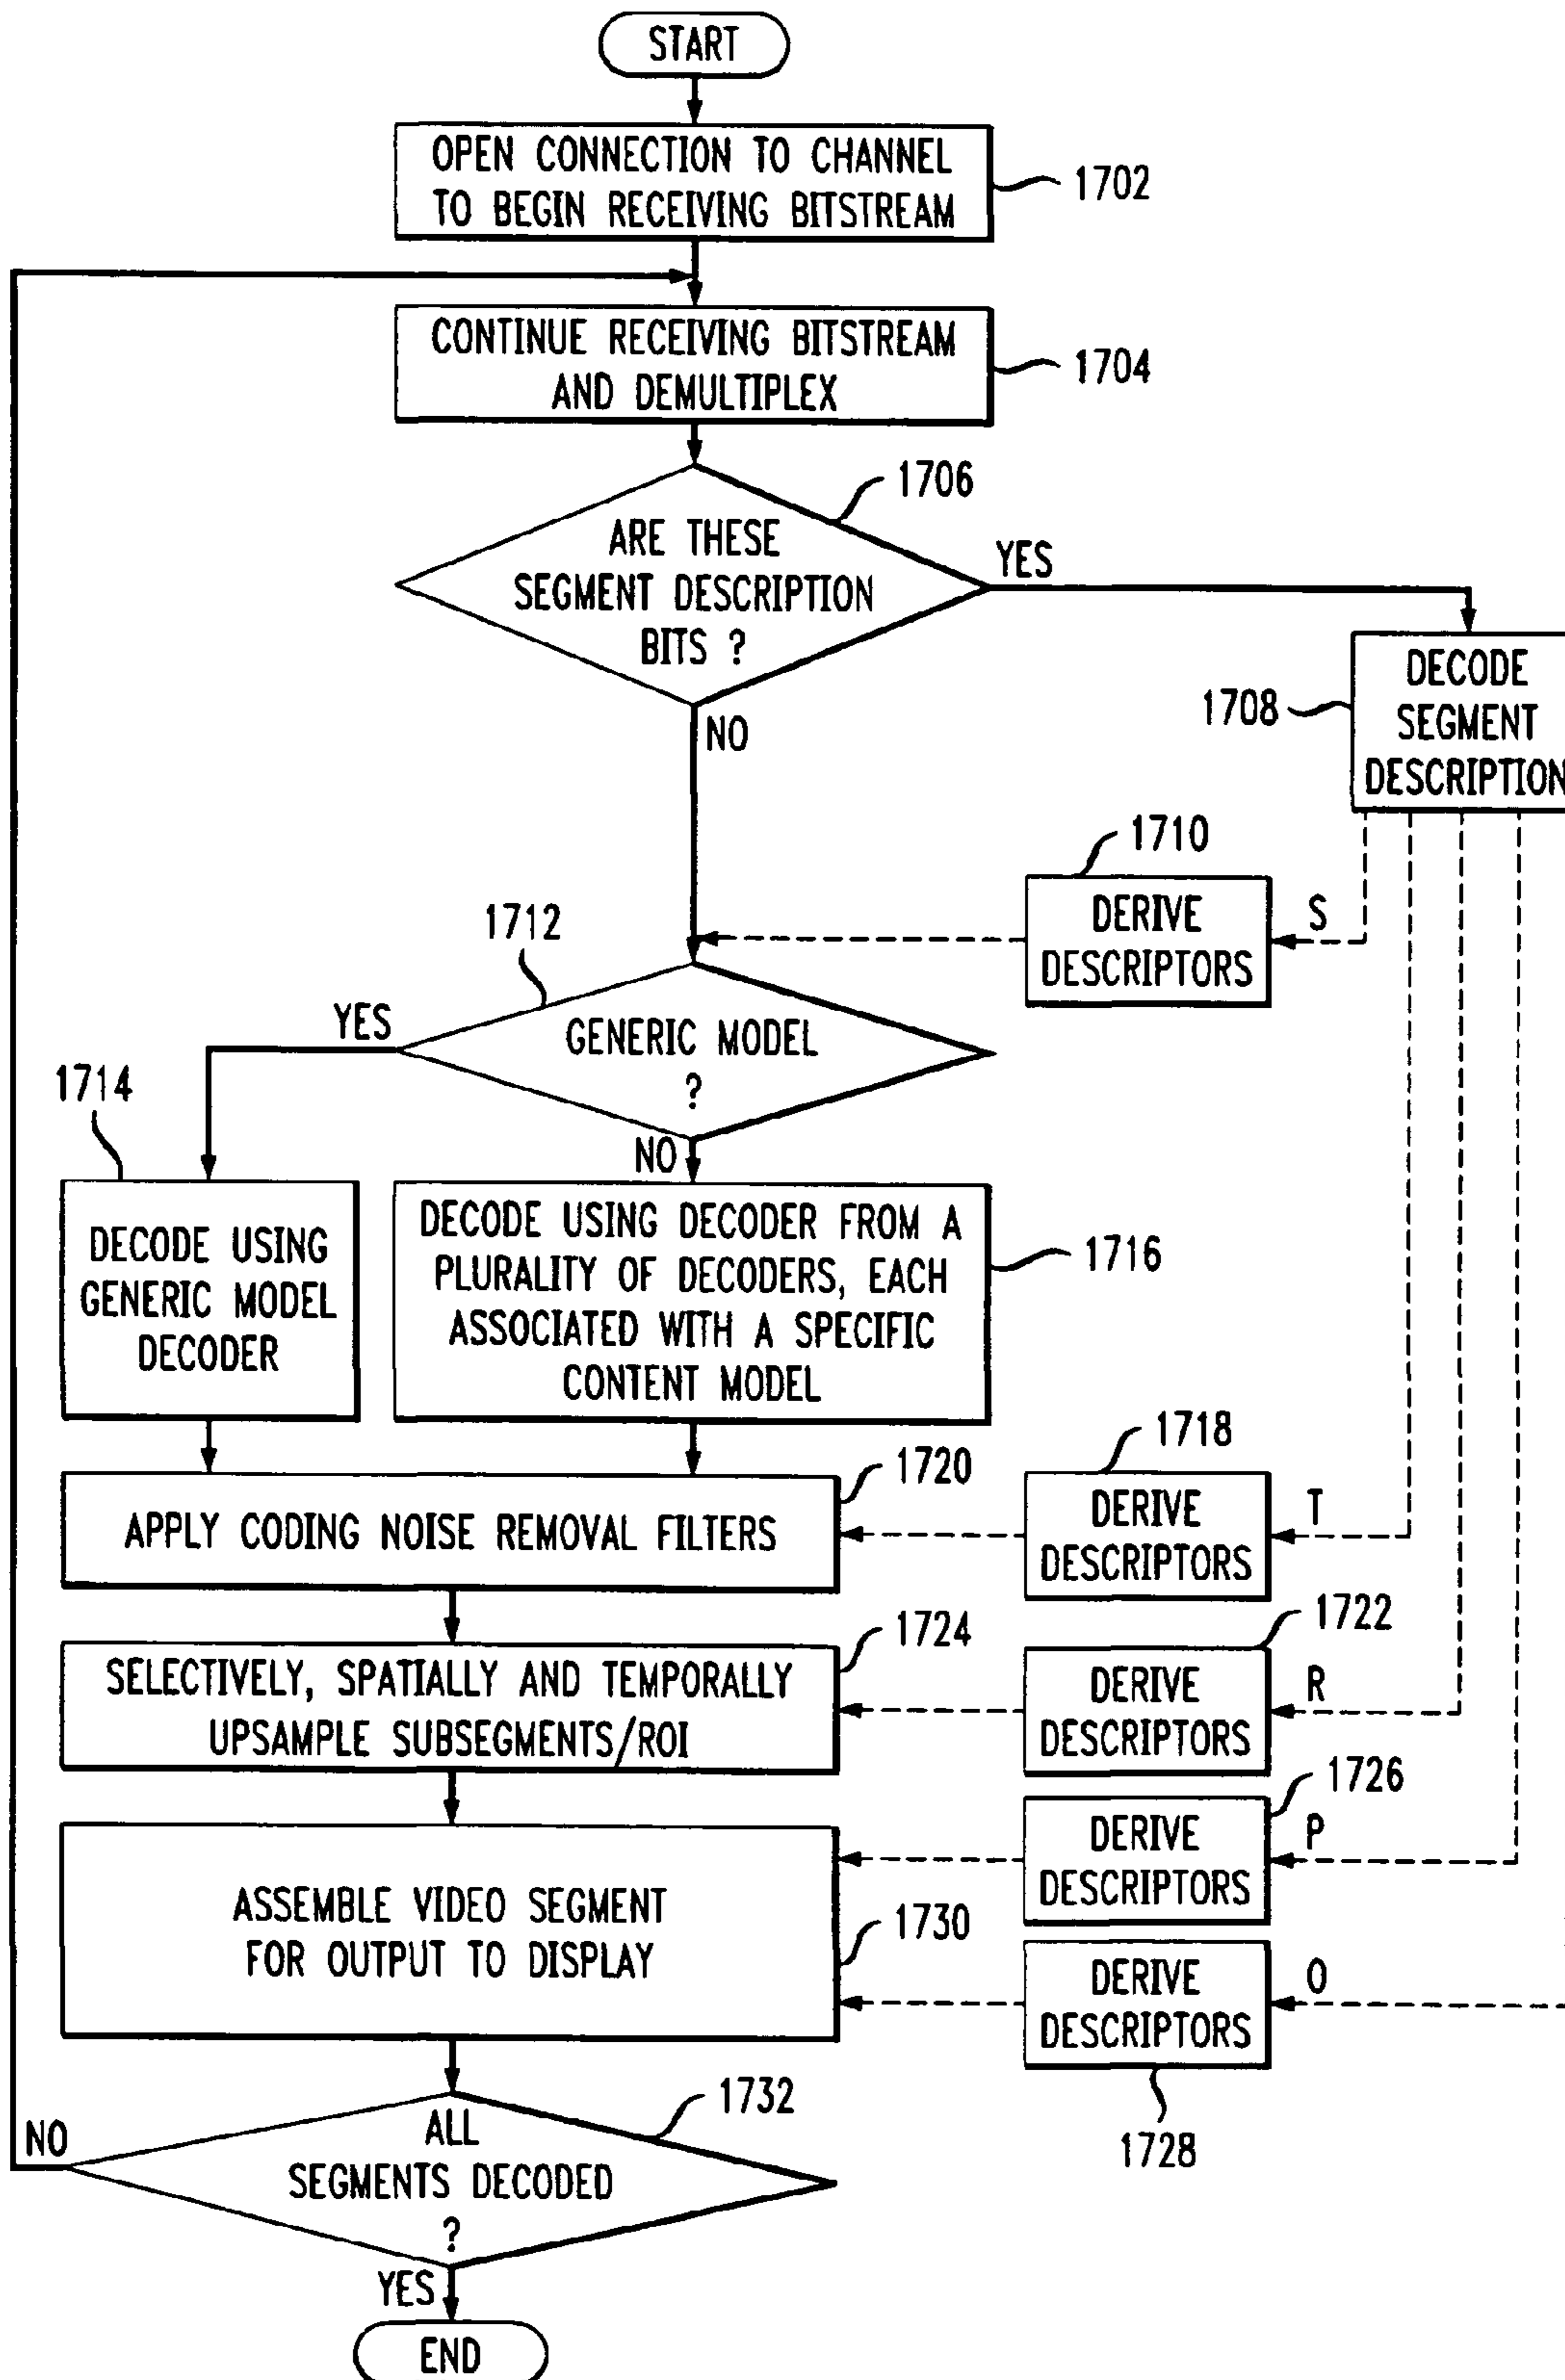 START
OPEN CONNECTION TO CHANNEL
TO BEGIN RECEIVING BITSTREAM
1702
CONTINUE RECEIVING BITSTREAM
AND DEMULTIPLEX
1704
1706
ARE THESE
SEGMENT DESCRIPTION
BITS ?
YES
NO
DECODE
SEGMENT
DESCRIPTION
1708
1710
DERIVE
DESCRIPTORS
S
1712
GENERIC MODEL
?
YES
NO
1714
DECODE USING
GENERIC MODEL
DECODER
DECODE USING DECODER FROM A
PLURALITY OF DECODERS, EACH
ASSOCIATED WITH A SPECIFIC
CONTENT MODEL
1716
1718
DERIVE
DESCRIPTORS
T
1720
APPLY CODING NOISE REMOVAL FILTERS
1722
DERIVE
DESCRIPTORS
R
1724
SELECTIVELY, SPATIALLY AND TEMPORALLY
UPSAMPLE SUBSEGMENTS/ROI
1726
DERIVE
DESCRIPTORS
P
ASSEMBLE VIDEO SEGMENT
FOR OUTPUT TO DISPLAY
1730
DERIVE
DESCRIPTORS
O
1728
1732
ALL
SEGMENTS DECODED
?
NO
YES
END